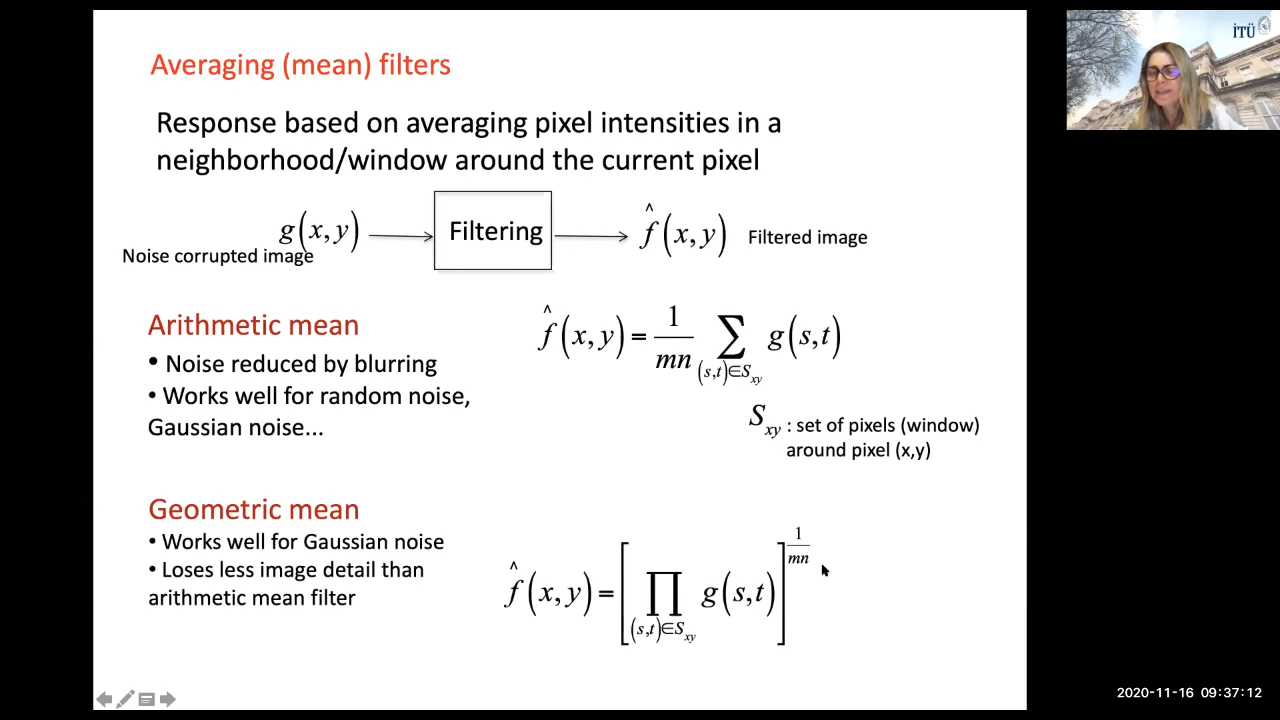 Averaging (mean) filters
İTÜ
Response based on averaging pixel intensities in a
neighborhood/window around the current pixel
g(x,y) → Filtering → f̂(x,y) Filtered image
Noise corrupted image
Arithmetic mean
f̂(x,y) = 1/mn ∑_{(s,t)∈S_xy} g(s,t)
• Noise reduced by blurring
• Works well for random noise,
Gaussian noise...
S_xy : set of pixels (window)
around pixel (x,y)
Geometric mean
• Works well for Gaussian noise
• Loses less image detail than
arithmetic mean filter
f̂(x,y) = [∏_{(s,t)∈S_xy} g(s,t)]^{1/mn}
2020-11-16 09:37:12